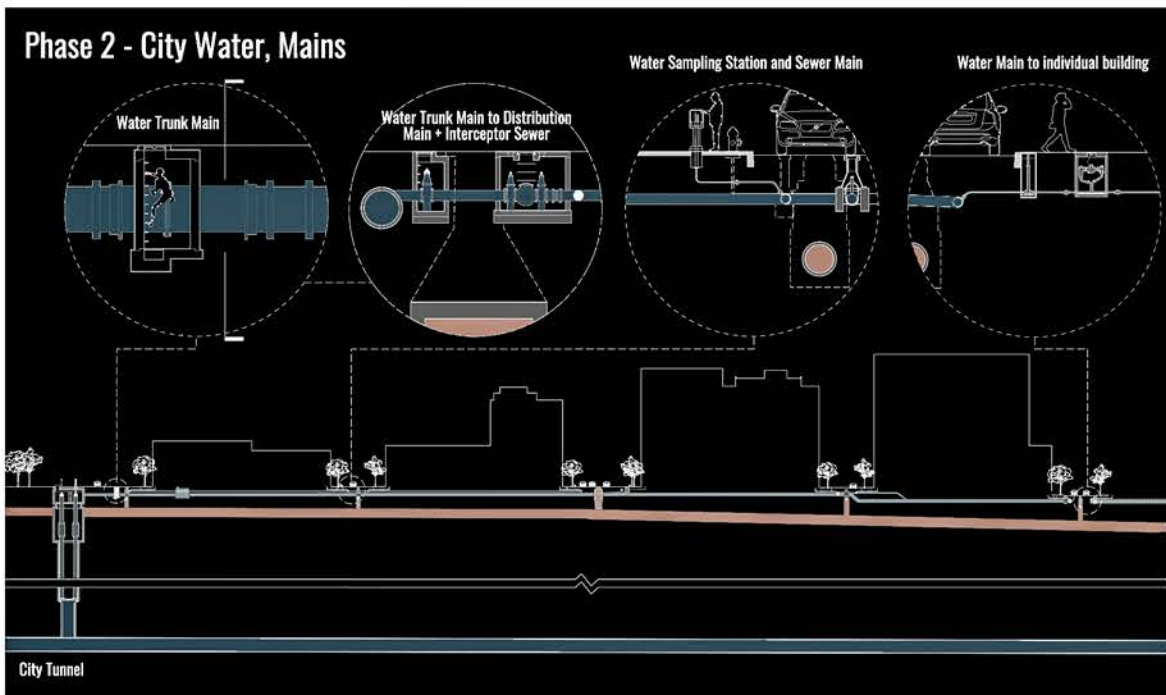 Phase 2 - City Water, Mains
Water Trunk Main
Water Trunk Main to Distribution
Main + Interceptor Sewer
Water Sampling Station and Sewer Main
Water Main to individual building
City Tunnel